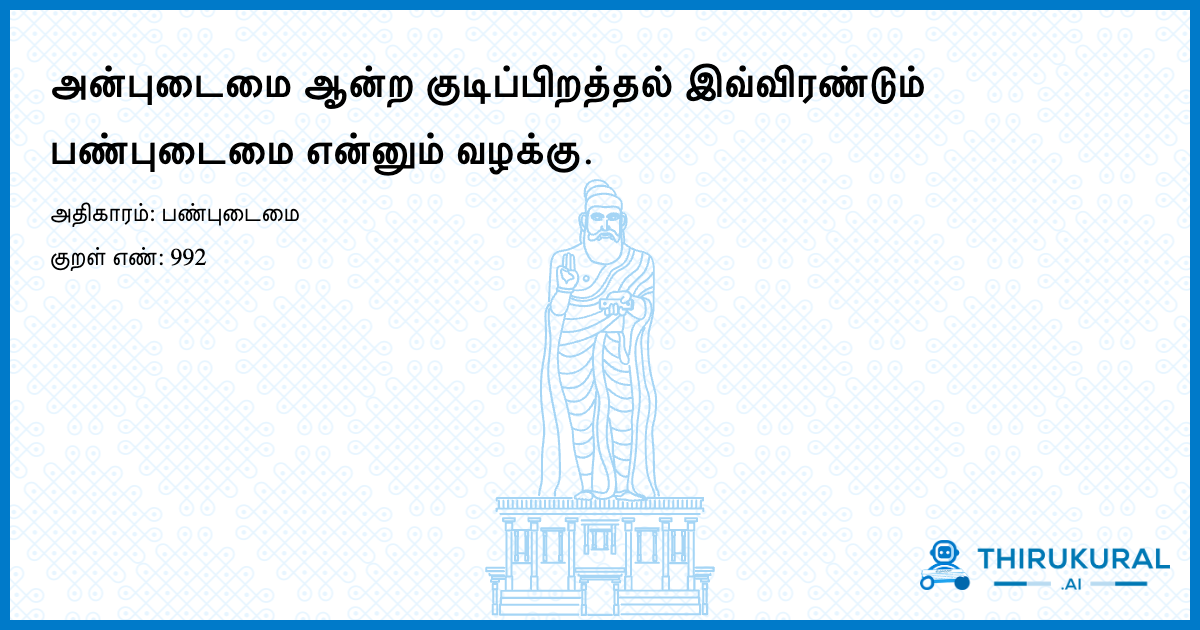 அன்புடைமை ஆன்ற குடிப்பிறத்தல் இவ்விரண்டும்
பண்புடைமை என்னும் வழக்கு.
அதிகாரம்: பண்புடைமை
குறள் எண்: 992
THIRUKURAL
.AI